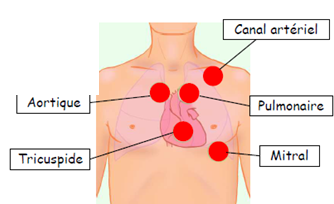 Canal artériel
Aortique
Pulmonaire
Tricuspide
Mitral